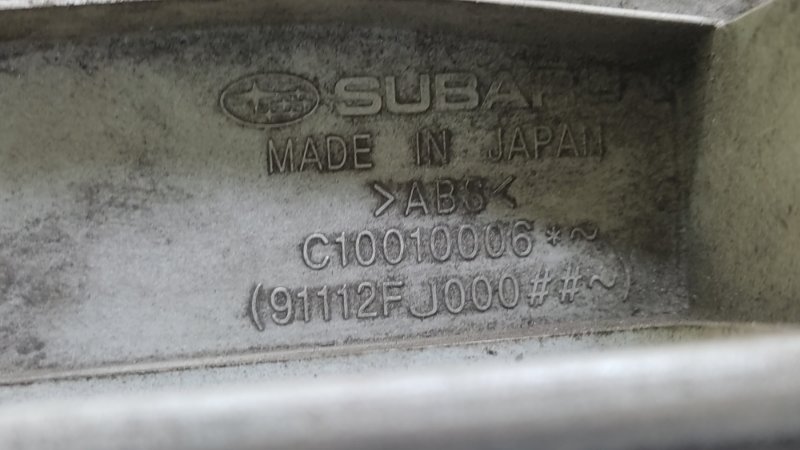 SUBARU
MADE IN JAPAN
>ABS<
C10010006*~
(91112FJ000##~)